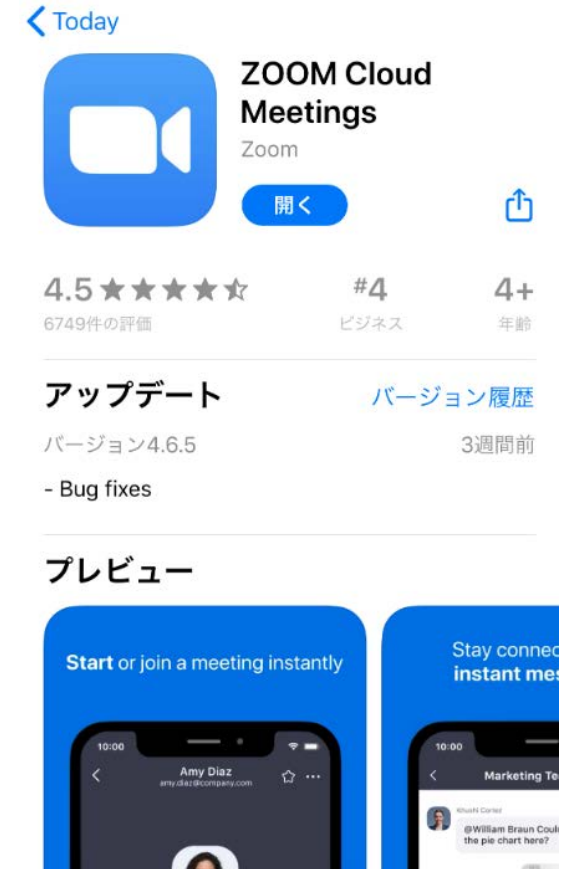 Today
ZOOM Cloud
Meetings
Zoom
開く
4.5★★★★⯪ #4 4+
6749件の評価 ビジネス 年齢
アップデート バージョン履歴
バージョン4.6.5 3週間前
- Bug fixes
プレビュー
Start or join a meeting instantly
10:00
Amy Diaz
amy.diaz@company.com
Stay connec
instant mes
10:00
Marketing Te
@William Braun Coul
the pie chart here?